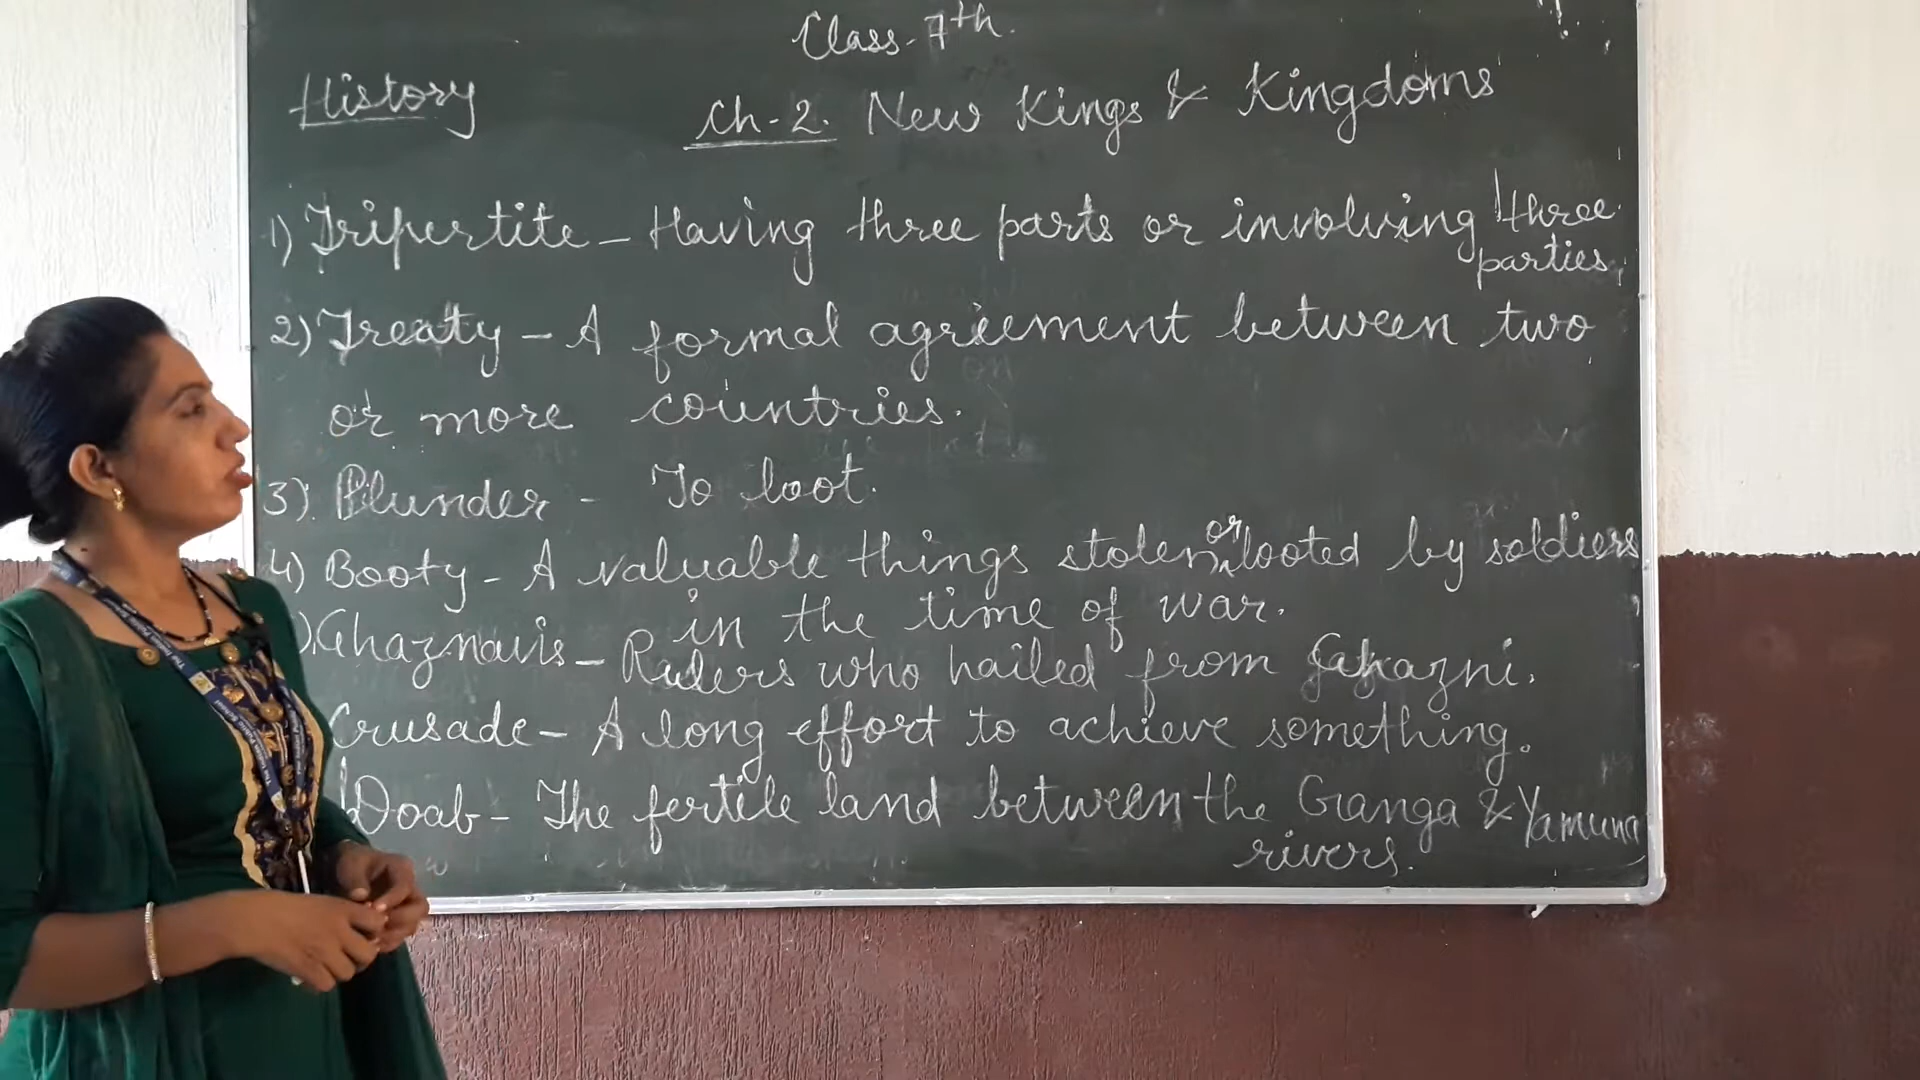 Class-7th.
History
Ch-2. New Kings & Kingdoms
1) Tripertite - Having three parts or involving three
parties.
2) Treaty - A formal agreement between two
or more countries.
3) Plunder - To loot.
4) Booty - A valuable things stolen or looted by soldiers
in the time of war.
) Ghaznavis - Rulers who hailed from
Crusade - A long effort to achieve something.
Doab - The fertile land between the Ganga & Yamuna
rivers.